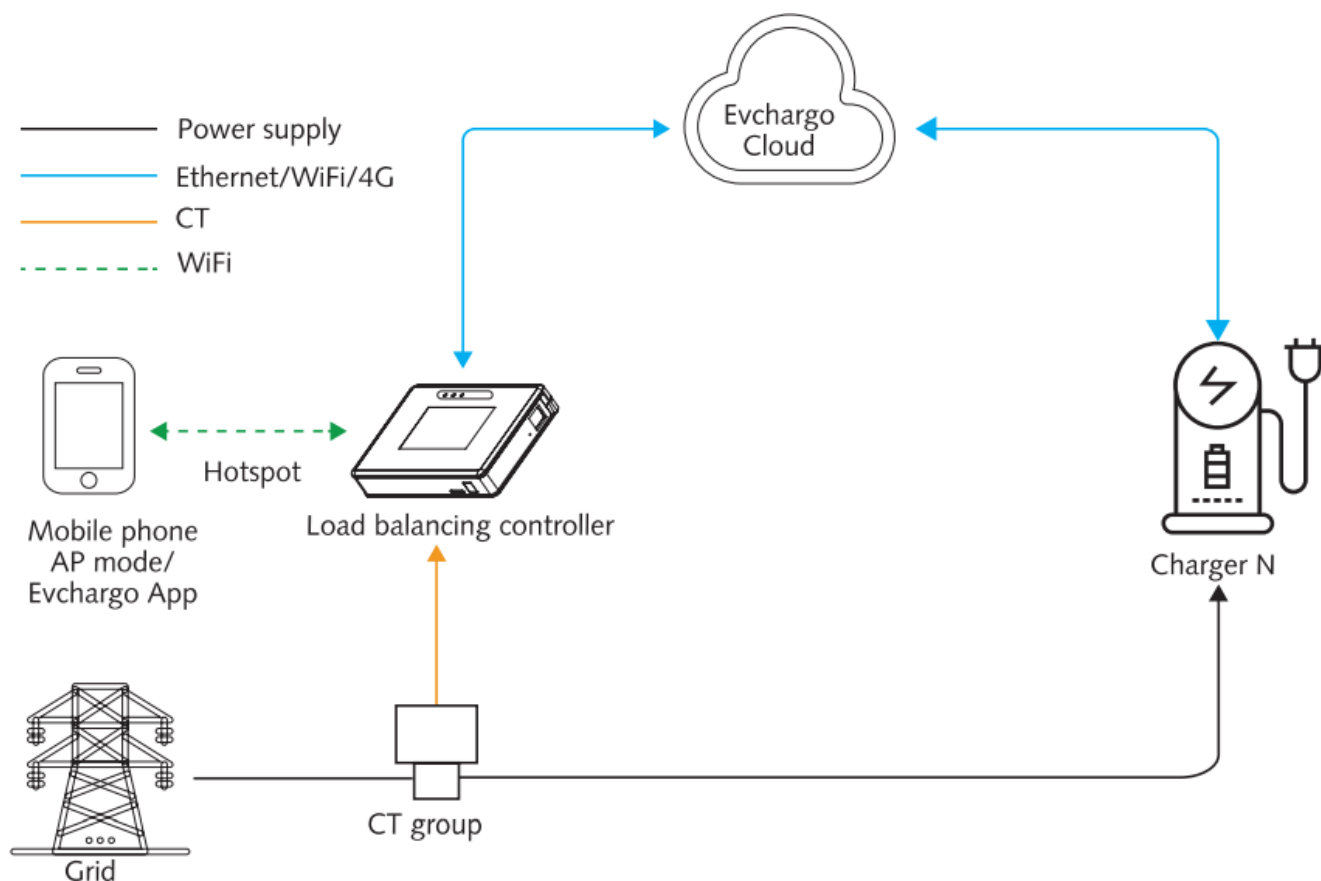 Power supply
Ethernet/WiFi/4G
CT
WiFi
Evchargo
Cloud
Hotspot
Mobile phone
AP mode/
Evchargo App
Load balancing controller
Charger N
CT group
Grid